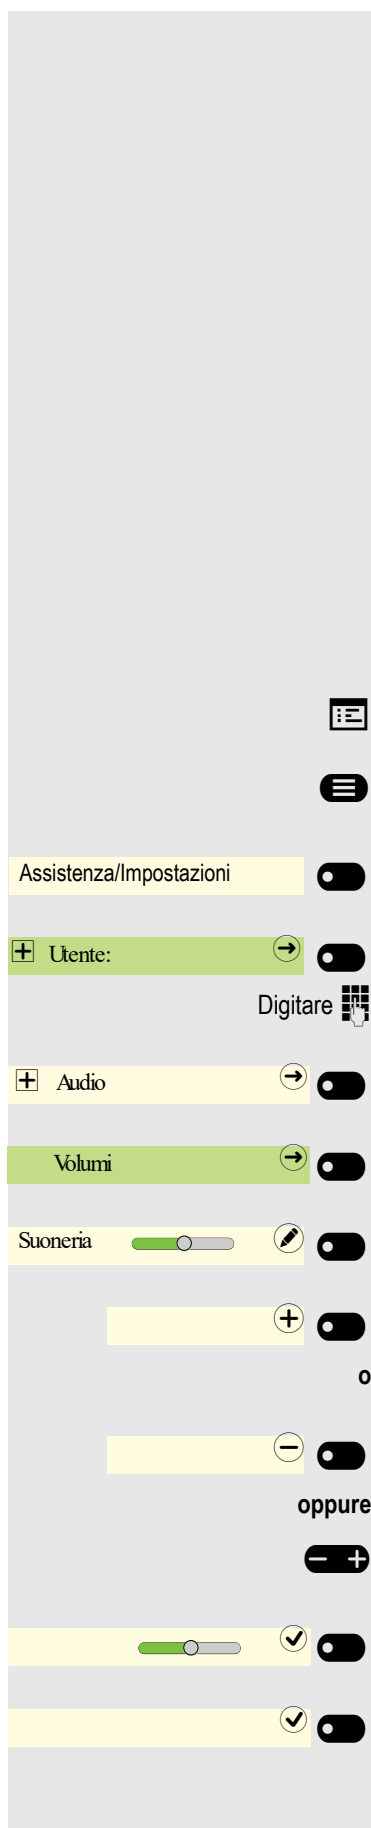 Assistenza/Impostazioni
Utente:
Digitare
Audio
Volumi
Suoneria
o
oppure